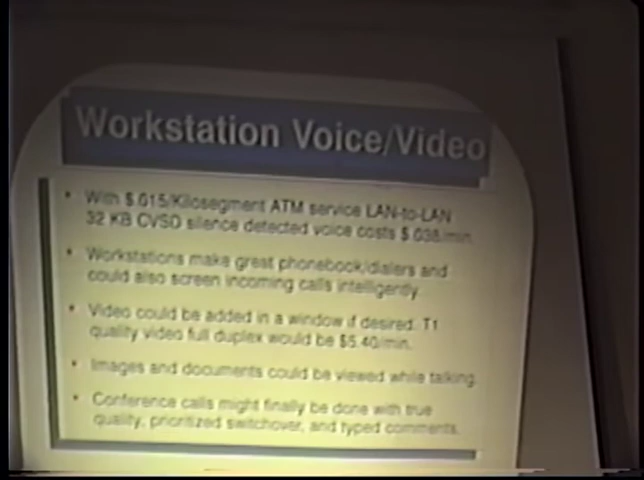 Workstation Voice/Video
• With $.015/Kilosegment ATM service LAN-to-LAN
32 KB CVSD silence detected voice costs $.038/min.
• Workstations make great phonebook/dialers and
could also screen incoming calls intelligently.
• Video could be added in a window if desired. T1
quality video full duplex would be $5.40/min.
• Images and documents could be viewed while talking.
• Conference calls might finally be done with true
quality, prioritized switchover, and typed comments.